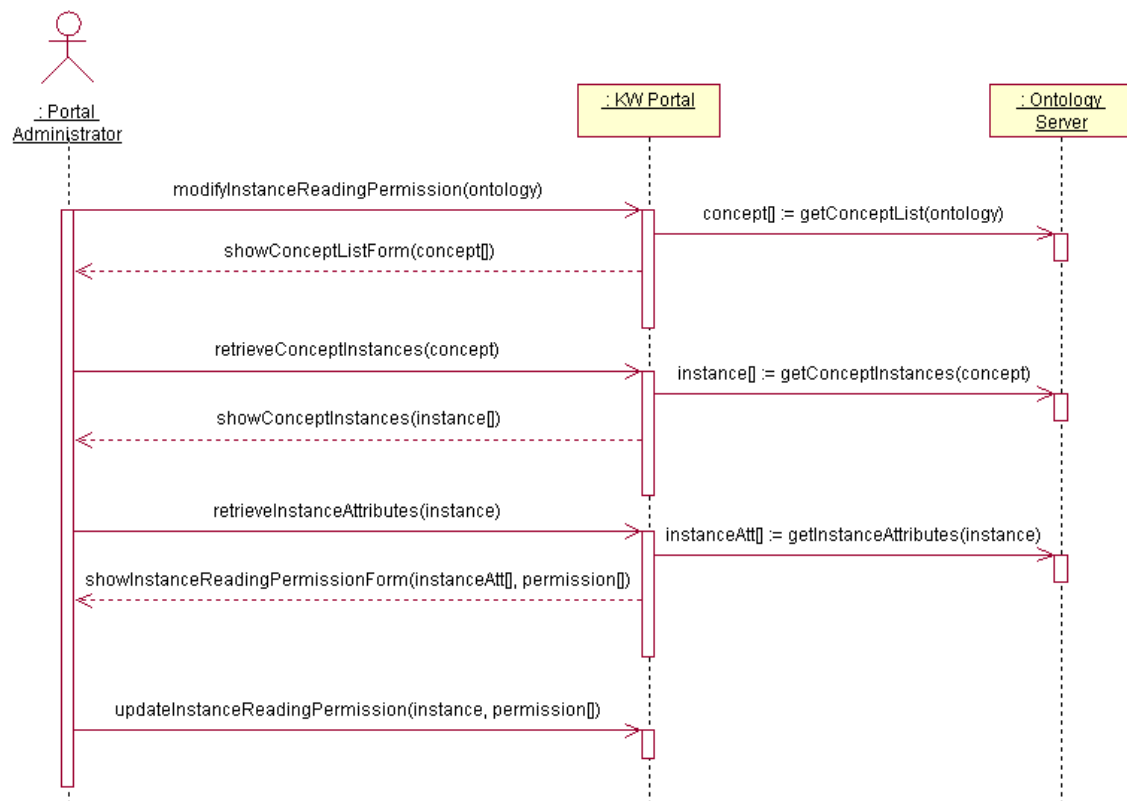 : Portal
Administrator
: KW Portal
: Ontology
Server
modifyInstanceReadingPermission(ontology)
concept[] := getConceptList(ontology)
showConceptListForm(concept[])
retrieveConceptInstances(concept)
instance[] := getConceptInstances(concept)
showConceptInstances(instance[])
retrieveInstanceAttributes(instance)
instanceAtt[] := getInstanceAttributes(instance)
showInstanceReadingPermissionForm(instanceAtt[], permission[])
updateInstanceReadingPermission(instance, permission[])